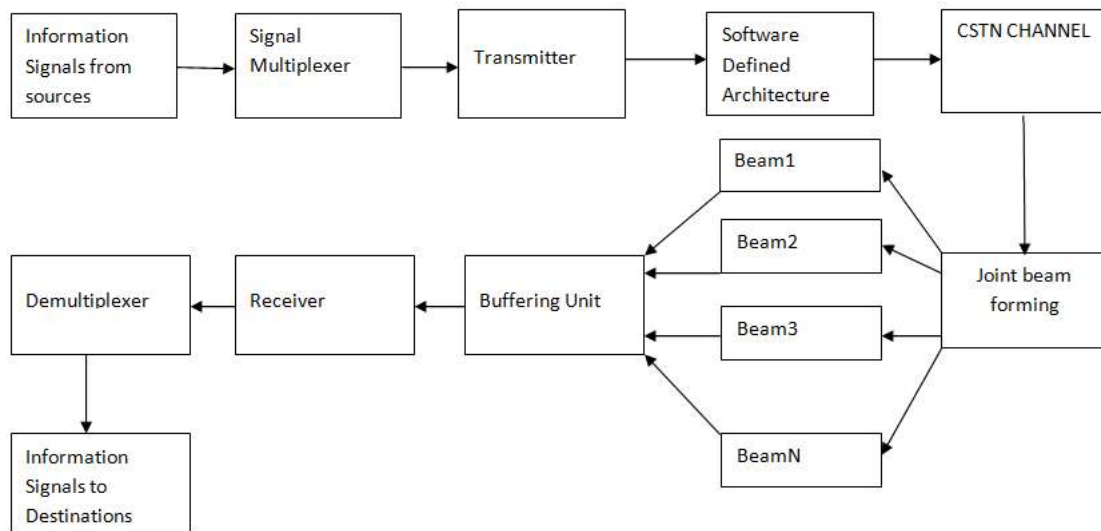 Information
Signals from
sources
Signal
Multiplexer
Transmitter
Software
Defined
Architecture
CSTN CHANNEL
Joint beam
forming
Beam1
Beam2
Beam3
BeamN
Buffering Unit
Receiver
Demultiplexer
Information
Signals to
Destinations